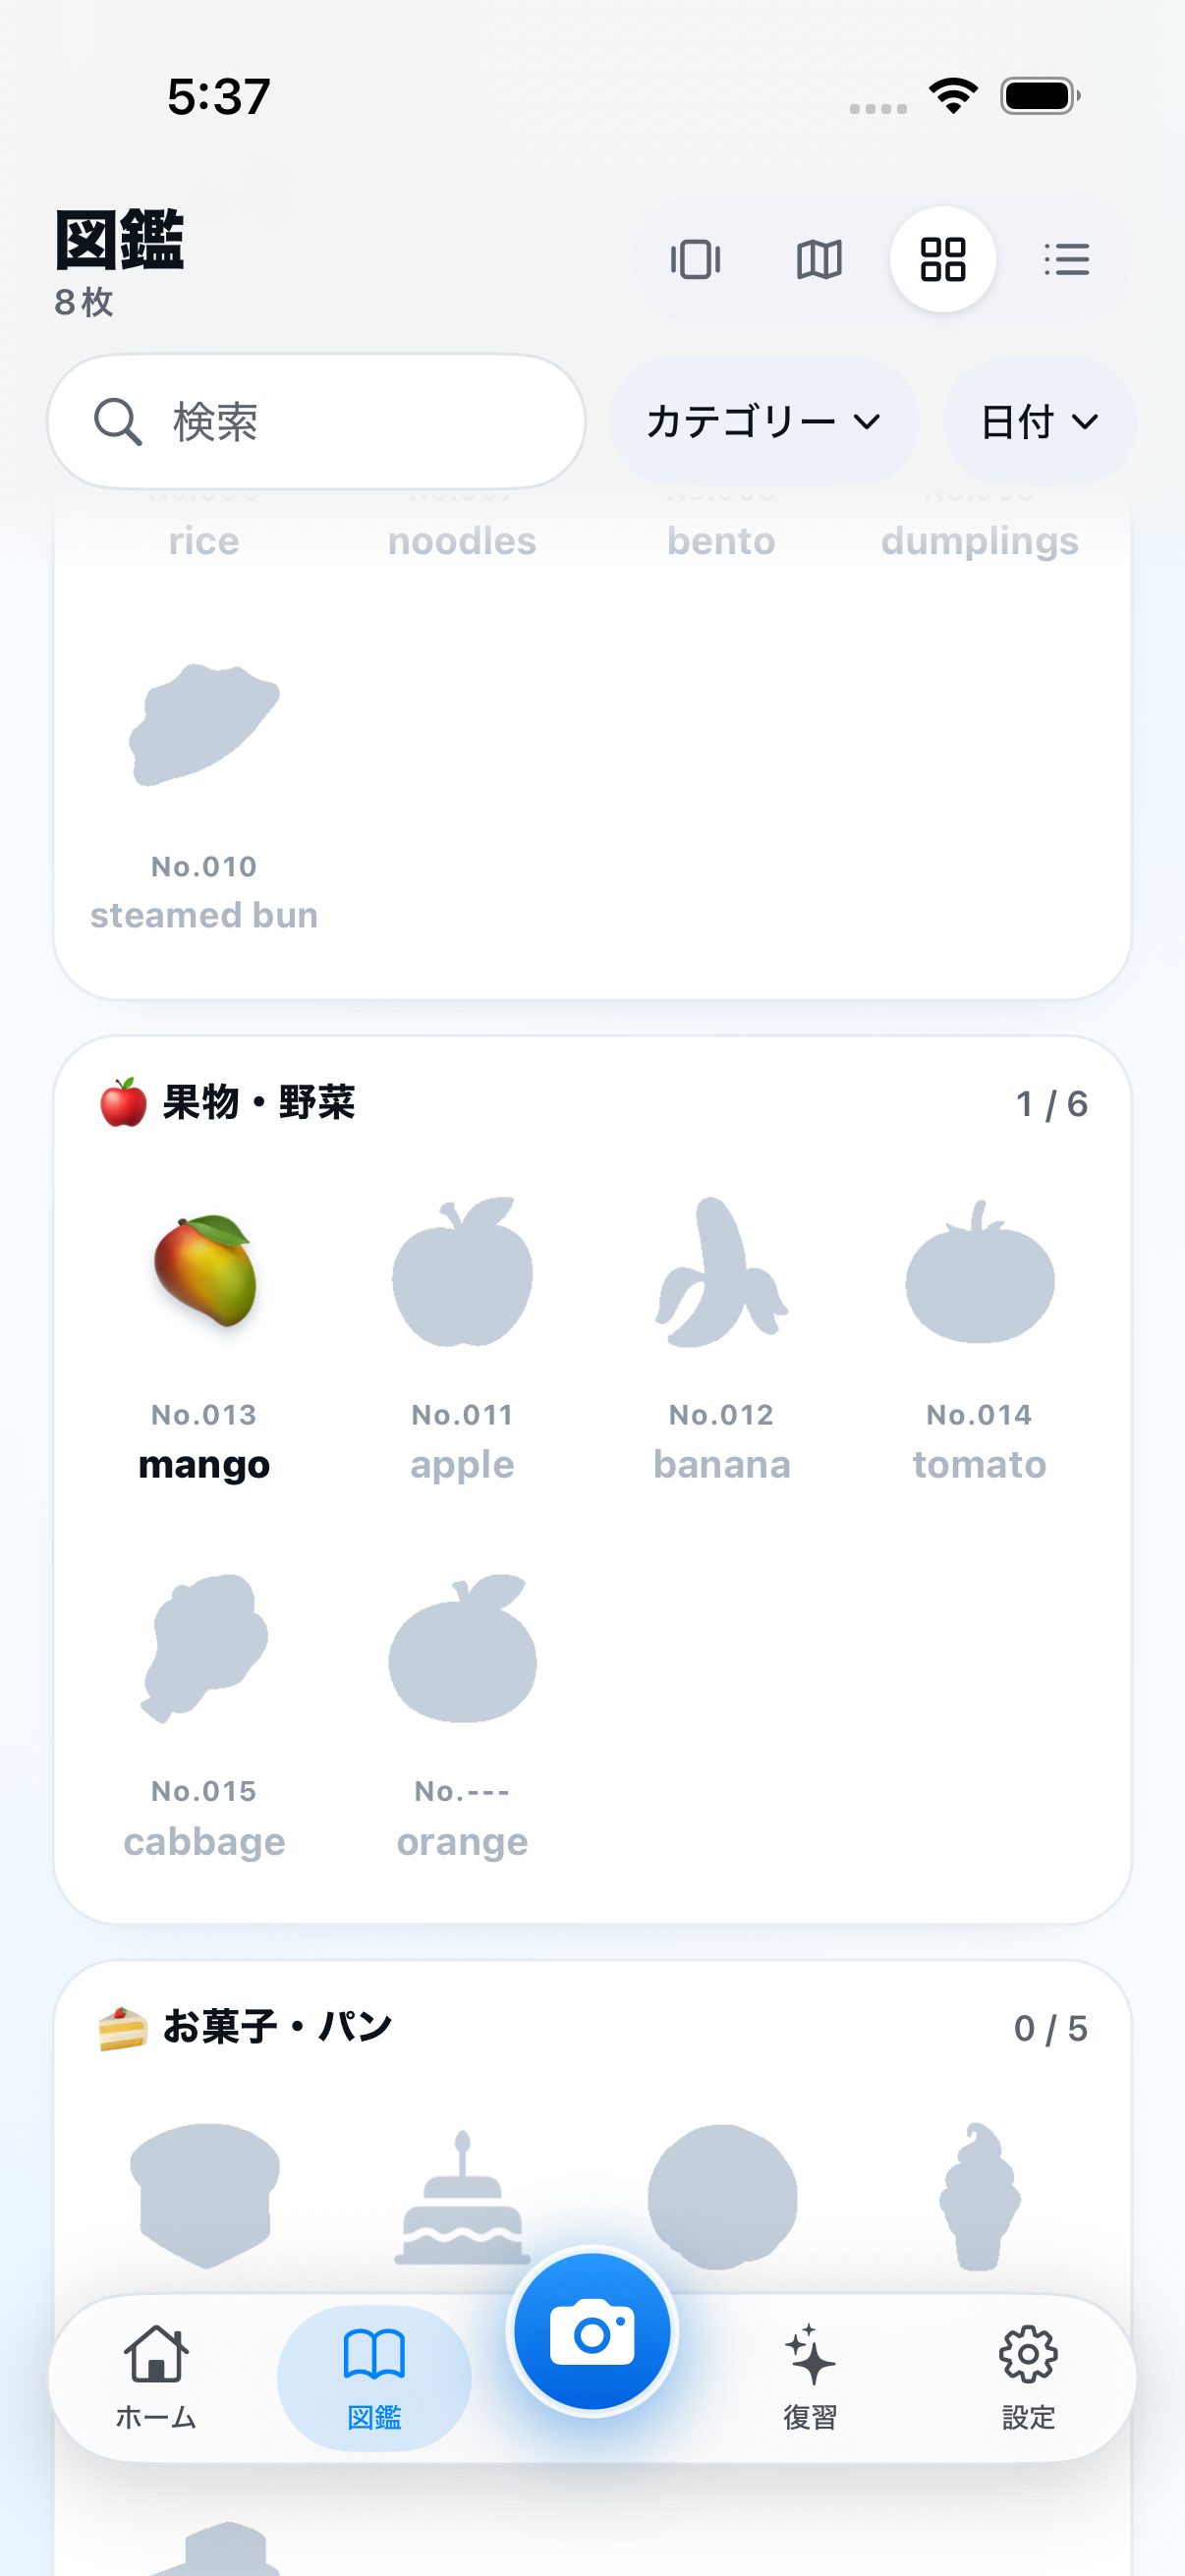 5:37
図鑑
8枚
検索
カテゴリー
日付
rice noodles bento dumplings
No.010
steamed bun
果物・野菜 1 / 6
No.013 No.011 No.012 No.014
mango apple banana tomato
No.015 No.---
cabbage orange
お菓子・パン 0 / 5
ホーム 図鑑 復習 設定